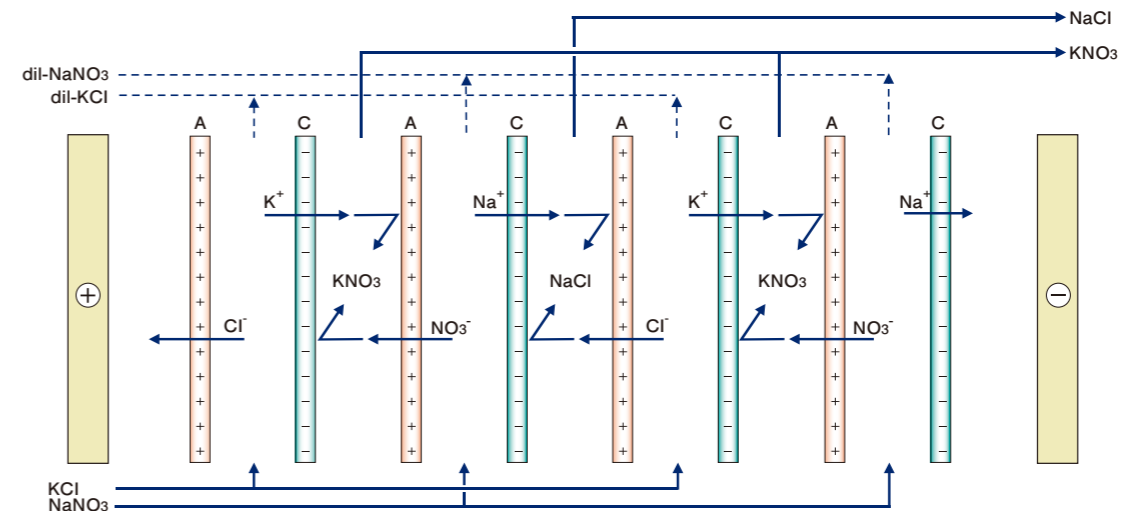 NaCl
KNO₃
dil-NaNO₃
dil-KCl
A C A C A C A C
K⁺ Na⁺ K⁺ Na⁺
KNO₃ NaCl KNO₃
+ −
Cl⁻ NO₃⁻ Cl⁻ NO₃⁻
KCl
NaNO₃